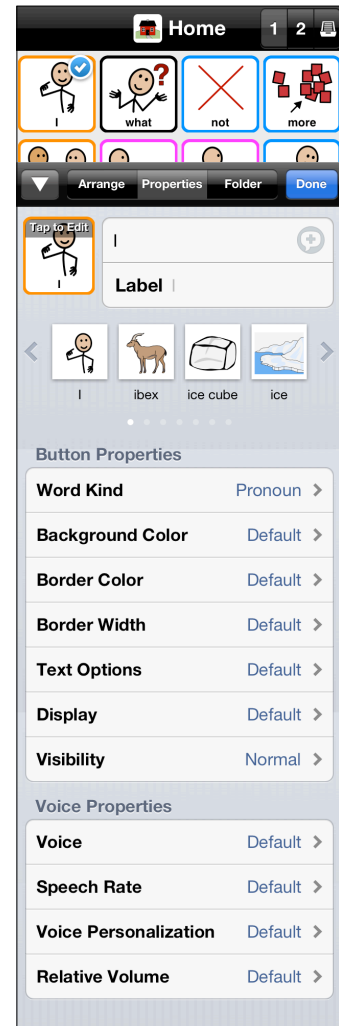 Home 1 2
I what not more
Arrange Properties Folder Done
Tap to Edit
I
I
Label I
I ibex ice cube ice
Button Properties
Word Kind Pronoun
Background Color Default
Border Color Default
Border Width Default
Text Options Default
Display Default
Visibility Normal
Voice Properties
Voice Default
Speech Rate Default
Voice Personalization Default
Relative Volume Default